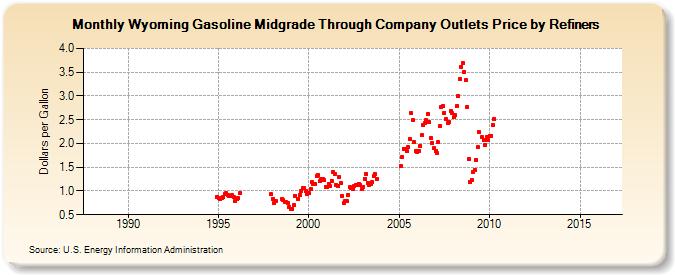 Monthly Wyoming Gasoline Midgrade Through Company Outlets Price by Refiners
Dollars per Gallon
4.0
3.5
3.0
2.5
2.0
1.5
1.0
0.5
1990 1995 2000 2005 2010 2015
Source: U.S. Energy Information Administration